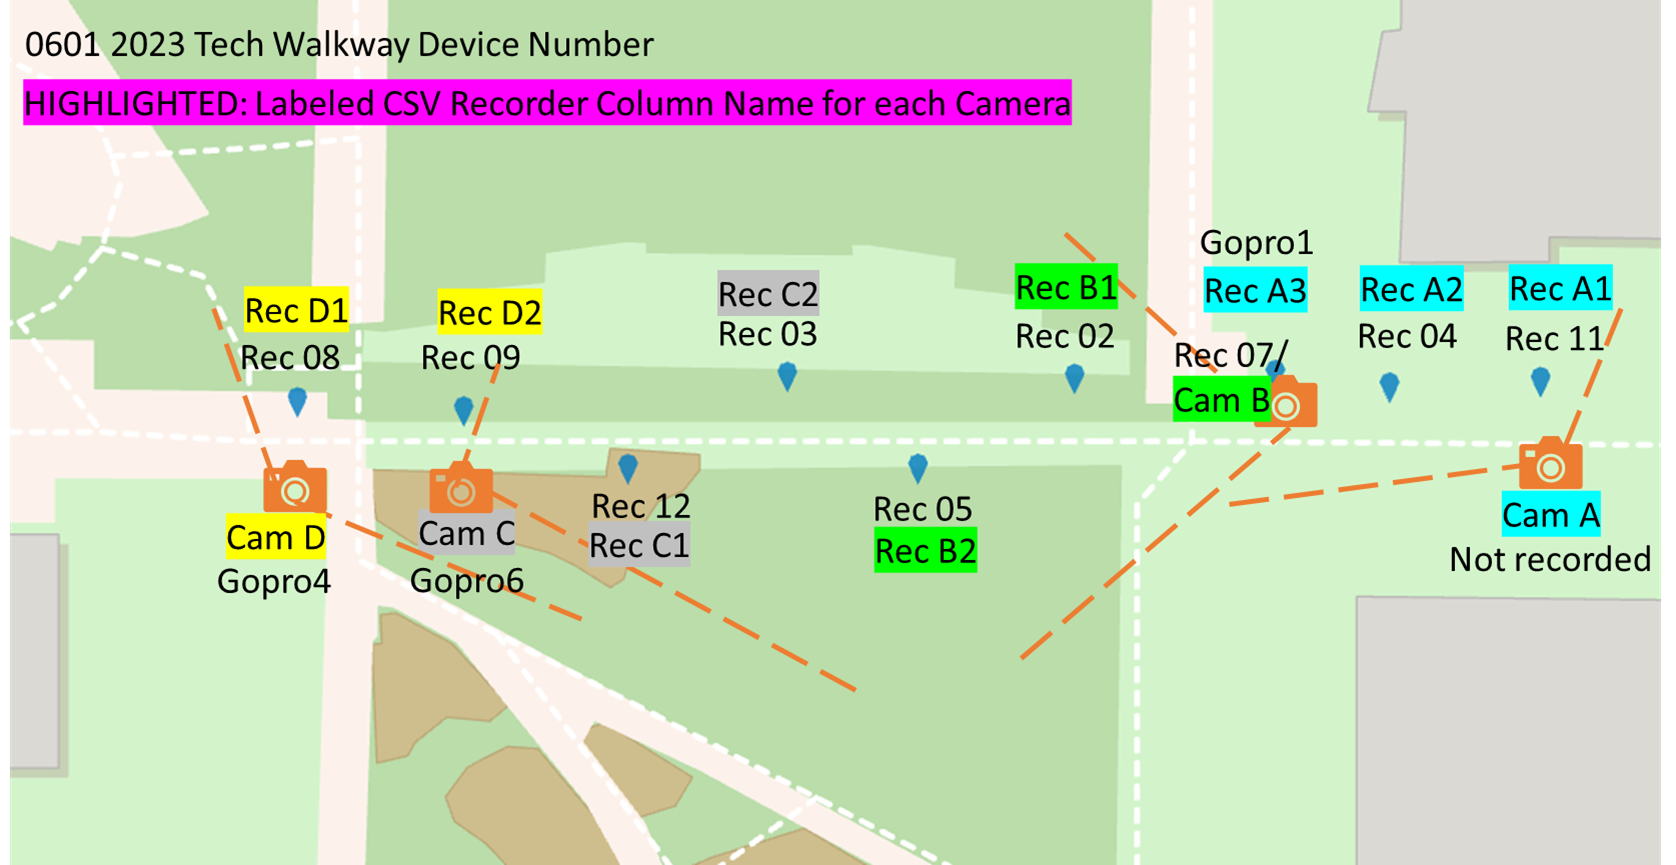 0601 2023 Tech Walkway Device Number
HIGHLIGHTED: Labeled CSV Recorder Column Name for each Camera
Gopro1
Rec D1
Rec D2
Rec C2
Rec B1
Rec A3
Rec A2
Rec A1
Rec 08
Rec 09
Rec 03
Rec 02
Rec 07/
Rec 04
Rec 11
Cam B
Cam D
Cam C
Rec 12
Rec 05
Cam A
Gopro4
Gopro6
Rec C1
Rec B2
Not recorded